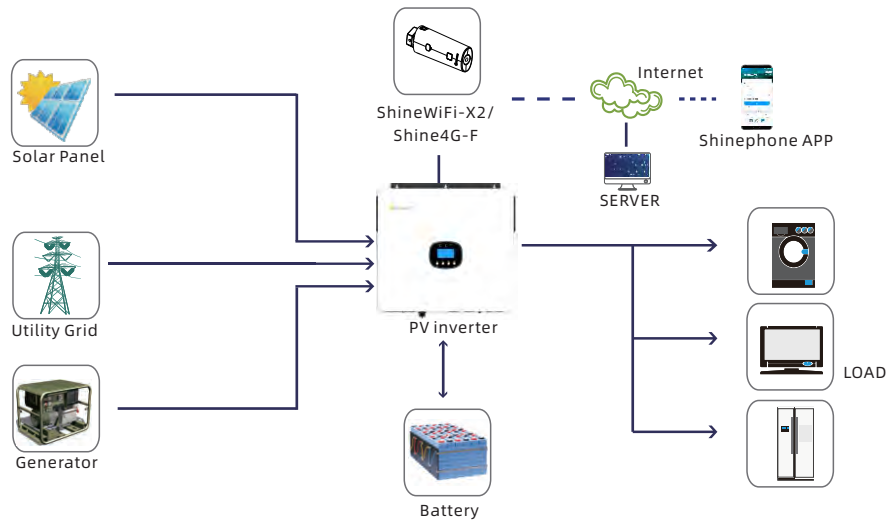 Internet
ShineWiFi-X2/
Shine4G-F
Shinephone APP
Solar Panel
SERVER
Utility Grid
PV inverter
LOAD
Generator
Battery